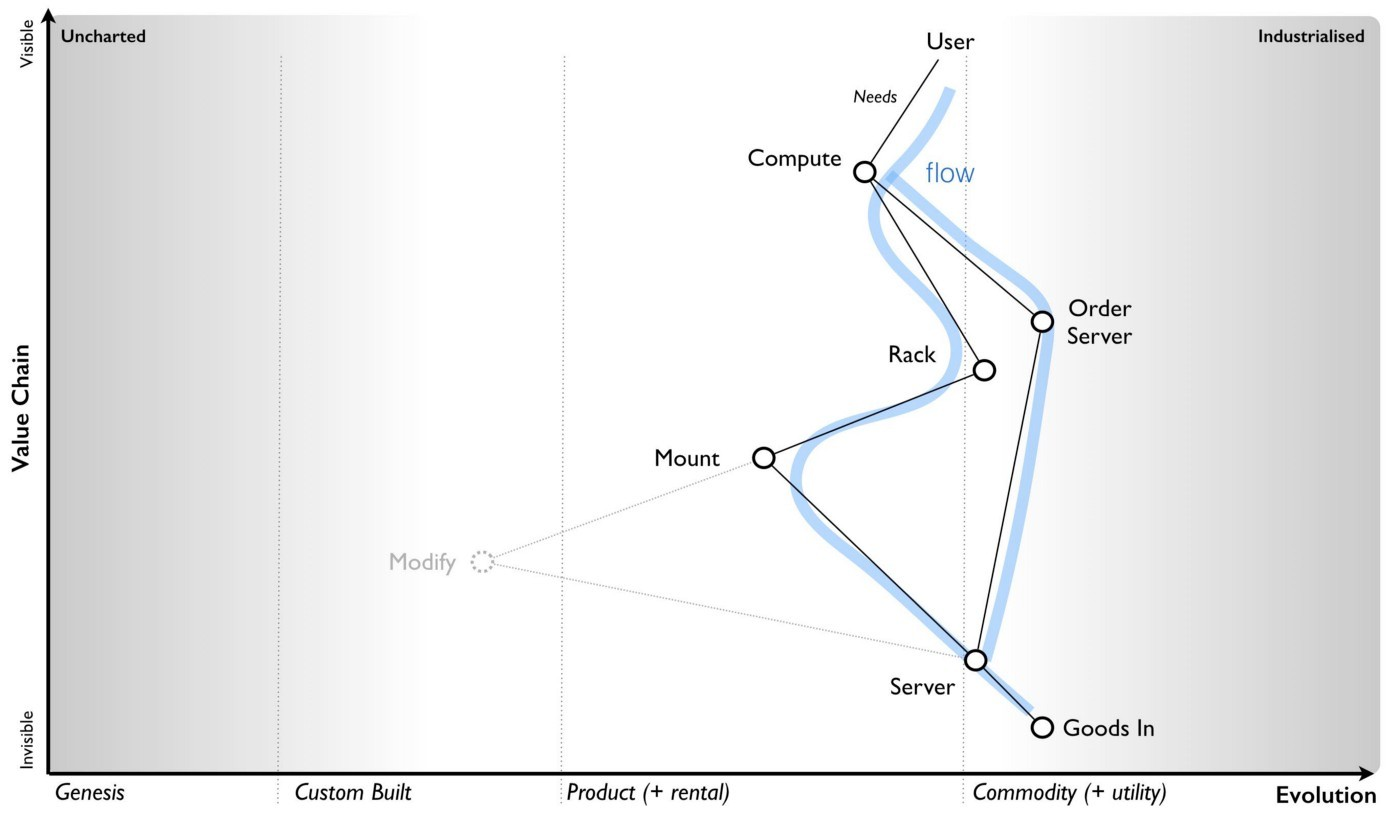 Visible
Uncharted
User
Industrialised
Needs
Compute
flow
Order
Server
Rack
Value Chain
Mount
Modify
Server
Invisible
Goods In
Genesis
Custom Built
Product (+ rental)
Commodity (+ utility)
Evolution